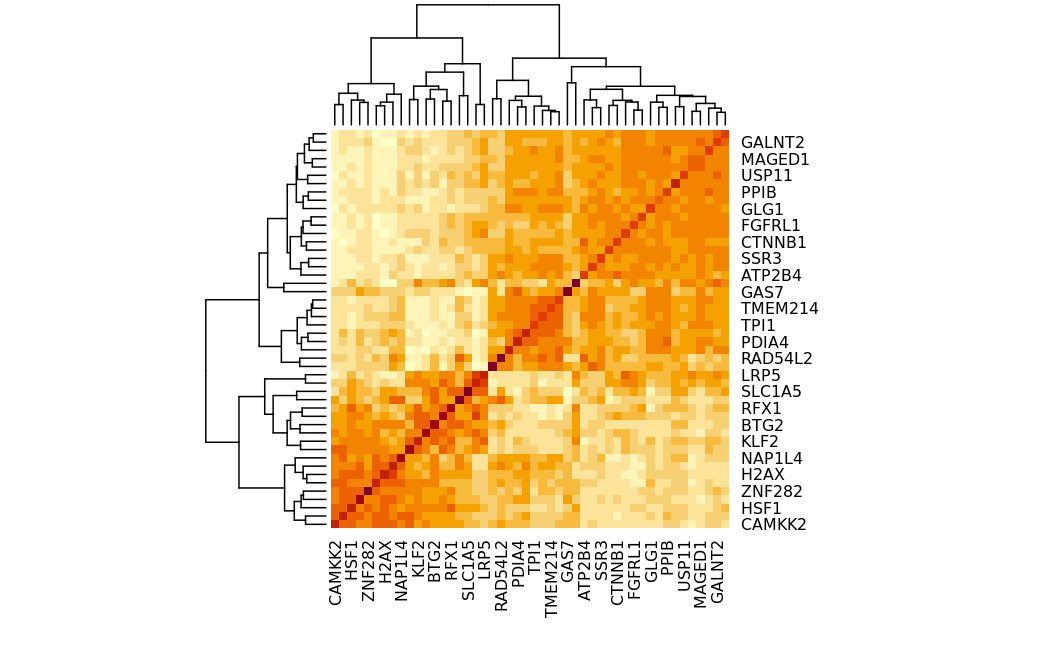 GALNT2
MAGED1
USP11
PPIB
GLG1
FGFRL1
CTNNB1
SSR3
ATP2B4
GAS7
TMEM214
TPI1
PDIA4
RAD54L2
LRP5
SLC1A5
RFX1
BTG2
KLF2
NAP1L4
H2AX
ZNF282
HSF1
CAMKK2
CAMKK2
HSF1
ZNF282
H2AX
NAP1L4
KLF2
BTG2
RFX1
SLC1A5
LRP5
RAD54L2
PDIA4
TPI1
TMEM214
GAS7
ATP2B4
SSR3
CTNNB1
FGFRL1
GLG1
PPIB
USP11
MAGED1
GALNT2